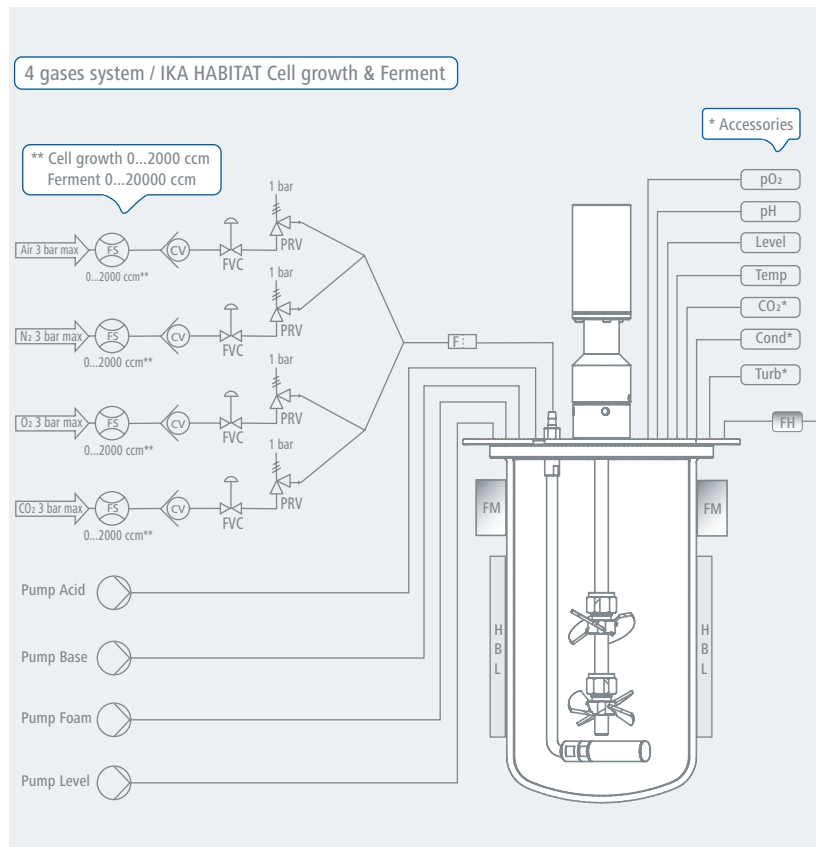 4 gases system / IKA HABITAT Cell growth & Ferment
* Accessories
** Cell growth 0...2000 ccm
Ferment 0...20000 ccm
pO₂
pH
Level
Temp
CO₂*
Cond*
Turb*
FH
1 bar
Air 3 bar max
FS
CV
FVC
PRV
0...2000 ccm**
1 bar
N₂ 3 bar max
FS
CV
FVC
PRV
0...2000 ccm**
F
1 bar
O₂ 3 bar max
FS
CV
FVC
PRV
0...2000 ccm**
1 bar
CO₂ 3 bar max
FS
CV
FVC
PRV
0...2000 ccm**
FM
FM
Pump Acid
Pump Base
Pump Foam
Pump Level
H
B
L
H
B
L